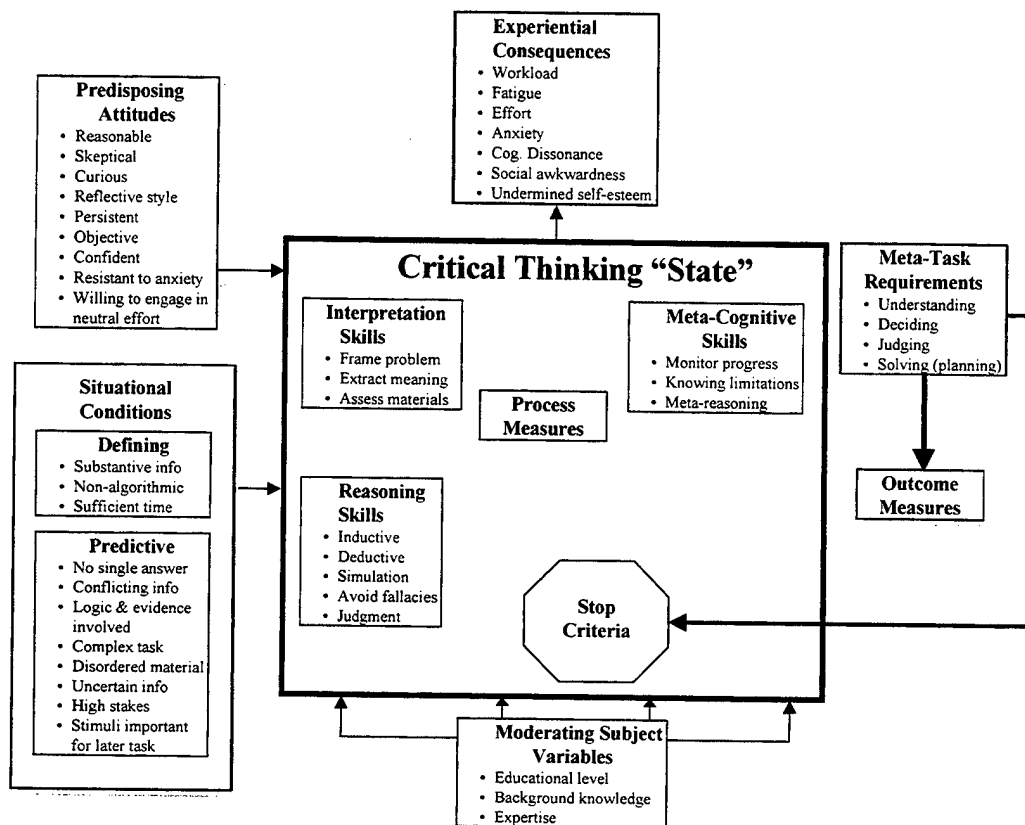 Experiential
Consequences
• Workload
• Fatigue
• Effort
• Anxiety
• Cog. Dissonance
• Social awkwardness
• Undermined self-esteem
Predisposing
Attitudes
• Reasonable
• Skeptical
• Curious
• Reflective style
• Persistent
• Objective
• Confident
• Resistant to anxiety
• Willing to engage in
neutral effort
Situational
Conditions
Defining
• Substantive info
• Non-algorithmic
• Sufficient time
Predictive
• No single answer
• Conflicting info
• Logic & evidence
involved
• Complex task
• Disordered material
• Uncertain info
• High stakes
• Stimuli important
for later task
Critical Thinking “State”
Interpretation
Skills
• Frame problem
• Extract meaning
• Assess materials
Meta-Cognitive
Skills
• Monitor progress
• Knowing limitations
• Meta-reasoning
Process
Measures
Reasoning
Skills
• Inductive
• Deductive
• Simulation
• Avoid fallacies
• Judgment
Stop
Criteria
Meta-Task
Requirements
• Understanding
• Deciding
• Judging
• Solving (planning)
Outcome
Measures
Moderating Subject
Variables
• Educational level
• Background knowledge
• Expertise